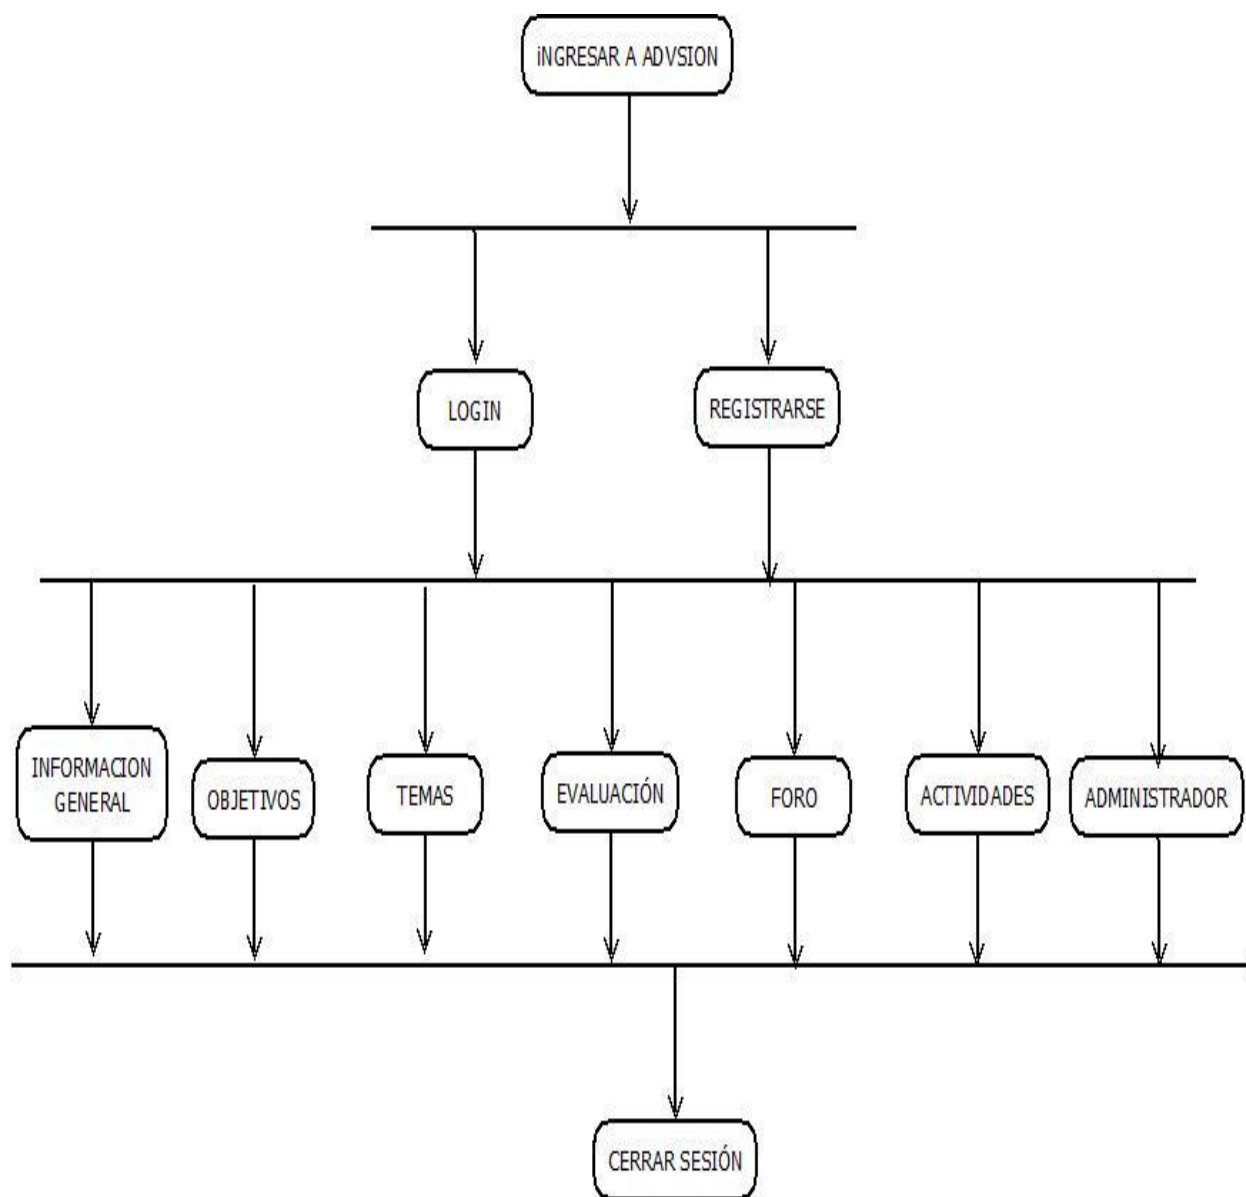 iNGRESAR A ADVSION
LOGIN
REGISTRARSE
INFORMACION
GENERAL
OBJETIVOS
TEMAS
EVALUACIÓN
FORO
ACTIVIDADES
ADMINISTRADOR
CERRAR SESIÓN